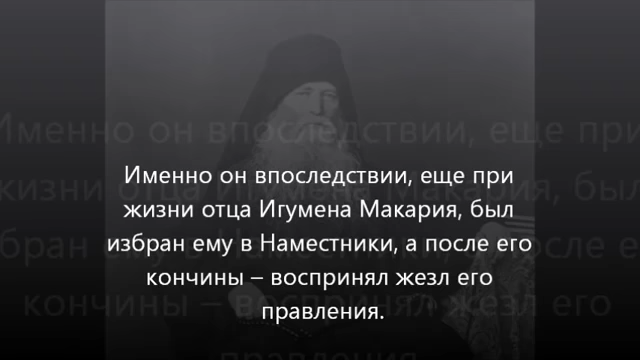 Именно он впоследствии, еще при
жизни отца Игумена Макария, был
избран ему в Наместники, а после его
кончины – воспринял жезл его
правления.